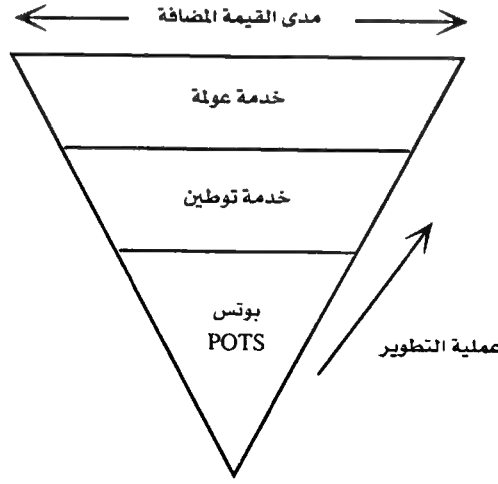 مدى القيمة المضافة
خدمة عولمة
خدمة توطين
بوتس
POTS
عملية التطوير